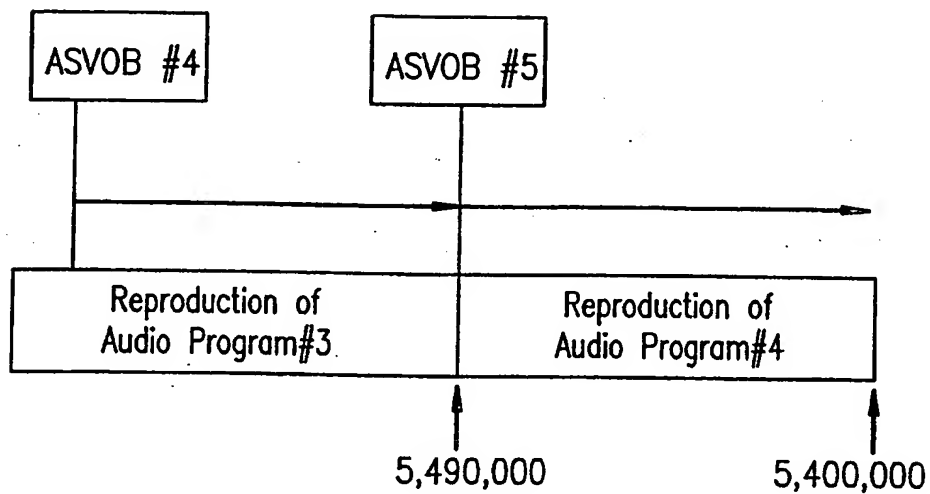 ASVOB #4
ASVOB #5
Reproduction of
Audio Program#3
Reproduction of
Audio Program#4
5,490,000
5,400,000